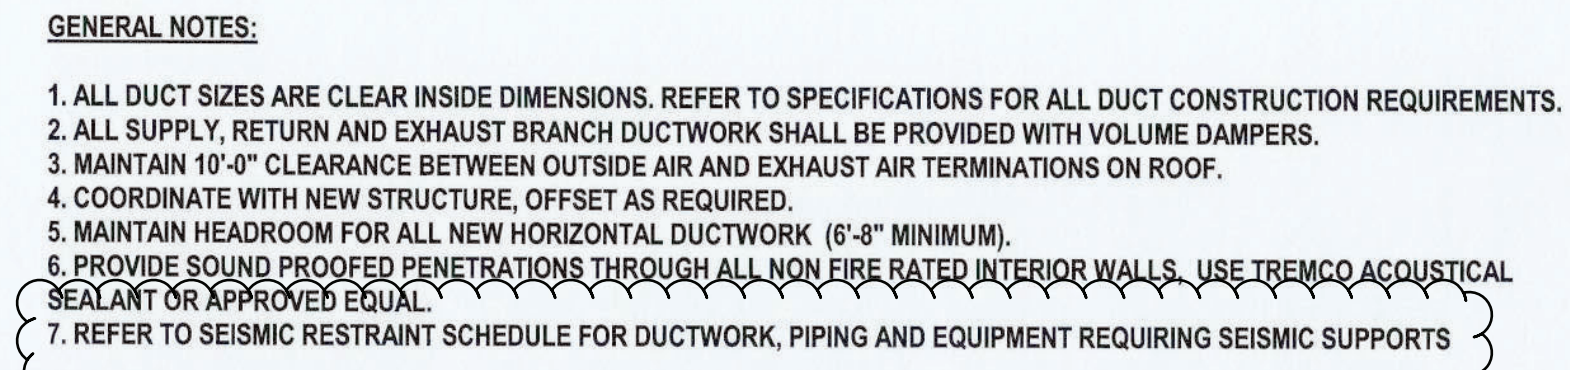 GENERAL NOTES:
1. ALL DUCT SIZES ARE CLEAR INSIDE DIMENSIONS. REFER TO SPECIFICATIONS FOR ALL DUCT CONSTRUCTION REQUIREMENTS.
2. ALL SUPPLY, RETURN AND EXHAUST BRANCH DUCTWORK SHALL BE PROVIDED WITH VOLUME DAMPERS.
3. MAINTAIN 10'-0" CLEARANCE BETWEEN OUTSIDE AIR AND EXHAUST AIR TERMINATIONS ON ROOF.
4. COORDINATE WITH NEW STRUCTURE, OFFSET AS REQUIRED.
5. MAINTAIN HEADROOM FOR ALL NEW HORIZONTAL DUCTWORK (6'-8" MINIMUM).
6. PROVIDE SOUND PROOFED PENETRATIONS THROUGH ALL NON FIRE RATED INTERIOR WALLS, USE TREMCO ACOUSTICAL
SEALANT OR APPROVED EQUAL.
7. REFER TO SEISMIC RESTRAINT SCHEDULE FOR DUCTWORK, PIPING AND EQUIPMENT REQUIRING SEISMIC SUPPORTS